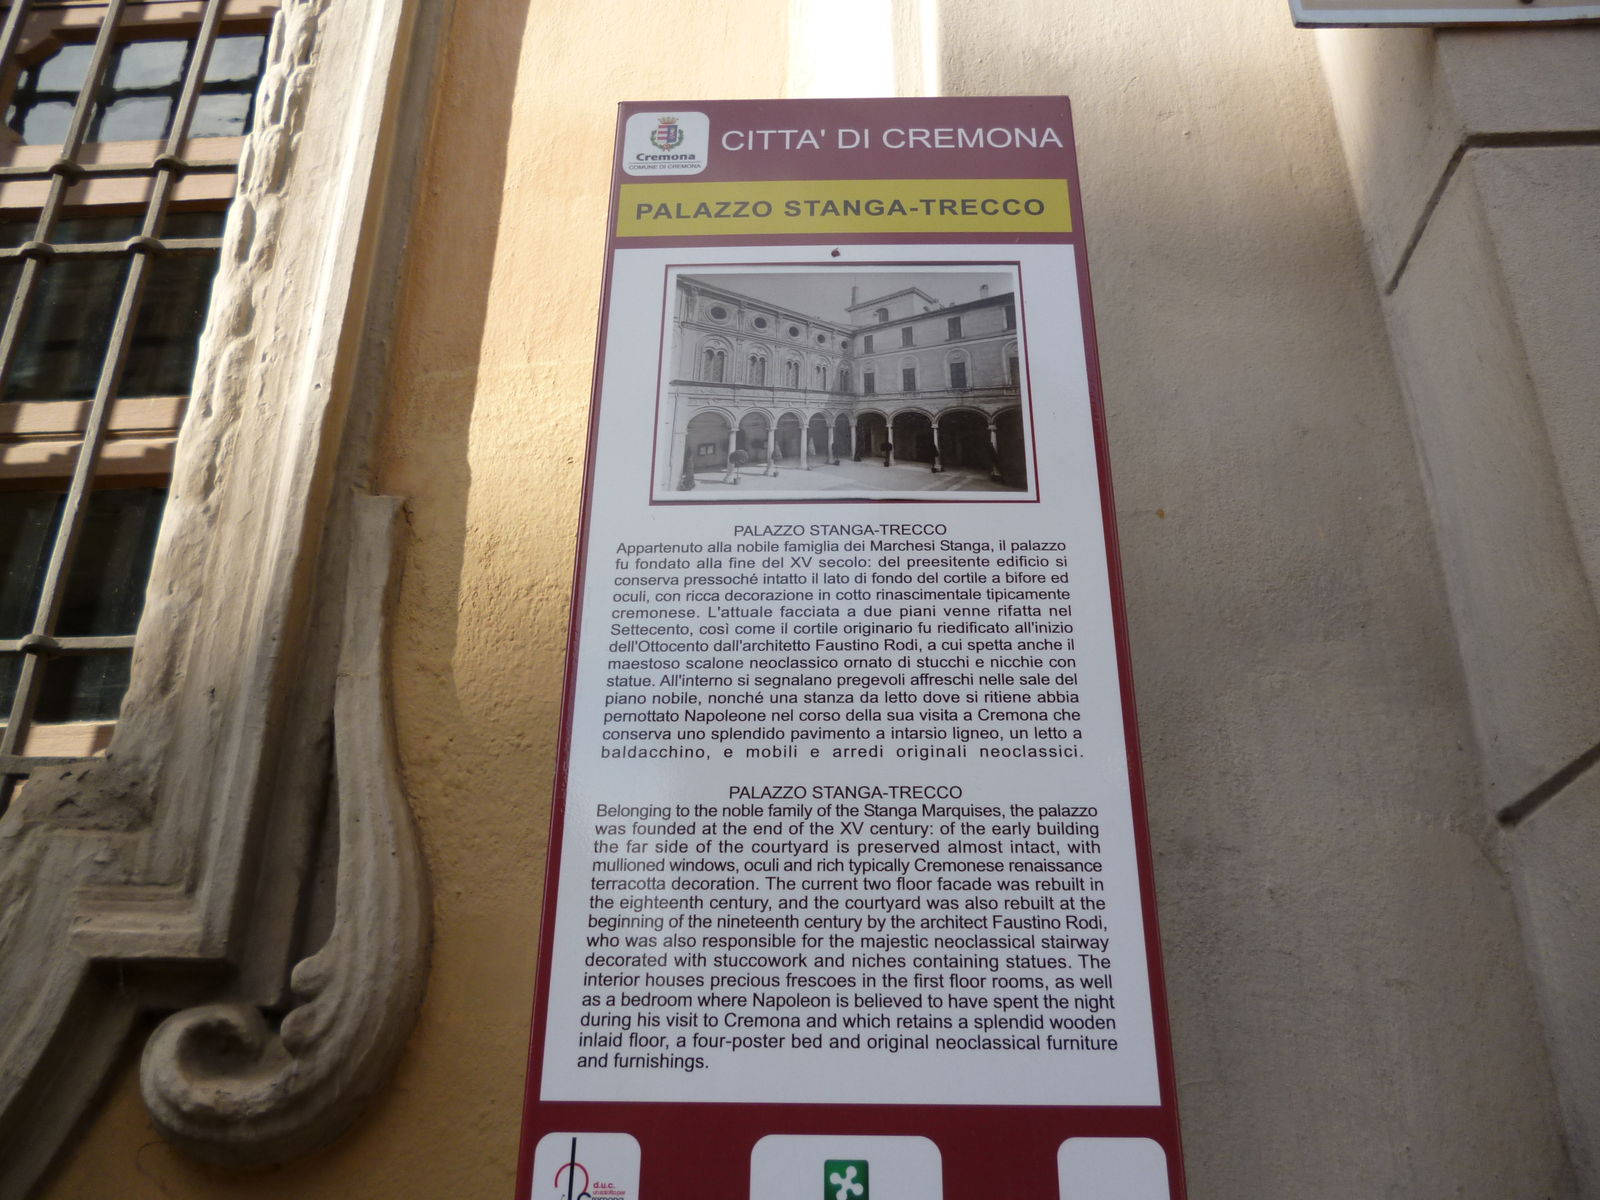 Cremona
COMUNE DI CREMONA
CITTA' DI CREMONA
PALAZZO STANGA-TRECCO
PALAZZO STANGA-TRECCO
Appartenuto alla nobile famiglia dei Marchesi Stanga, il palazzo
fu fondato alla fine del XV secolo: del preesitente edificio si
conserva pressoché intatto il lato di fondo del cortile a bifore ed
oculi, con ricca decorazione in cotto rinascimentale tipicamente
cremonese. L'attuale facciata a due piani venne rifatta nel
Settecento, così come il cortile originario fu riedificato all'inizio
dell'Ottocento dall'architetto Faustino Rodi, a cui spetta anche il
maestoso scalone neoclassico ornato di stucchi e nicchie con
statue. All'interno si segnalano pregevoli affreschi nelle sale del
piano nobile, nonché una stanza da letto dove si ritiene abbia
pernottato Napoleone nel corso della sua visita a Cremona che
conserva uno splendido pavimento a intarsio ligneo, un letto a
baldacchino, e mobili e arredi originali neoclassici.
PALAZZO STANGA-TRECCO
Belonging to the noble family of the Stanga Marquises, the palazzo
was founded at the end of the XV century: of the early building
the far side of the courtyard is preserved almost intact, with
mullioned windows, oculi and rich typically Cremonese renaissance
terracotta decoration. The current two floor facade was rebuilt in
the eighteenth century, and the courtyard was also rebuilt at the
beginning of the nineteenth century by the architect Faustino Rodi,
who was also responsible for the majestic neoclassical stairway
decorated with stuccowork and niches containing statues. The
interior houses precious frescoes in the first floor rooms, as well
as a bedroom where Napoleon is believed to have spent the night
during his visit to Cremona and which retains a splendid wooden
inlaid floor, a four-poster bed and original neoclassical furniture
and furnishings.
d.u.c.